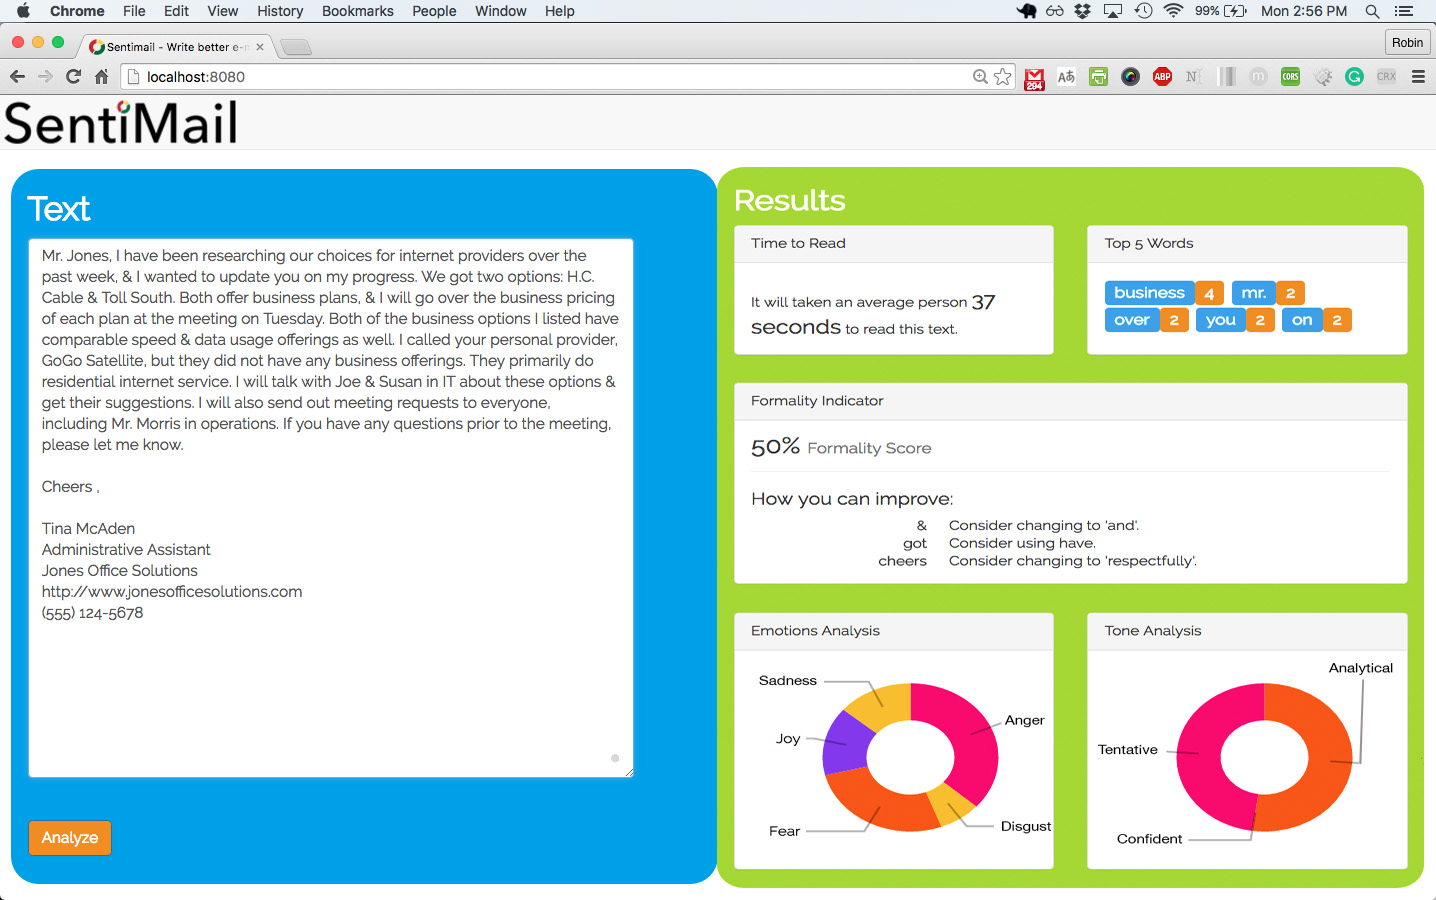 Chrome File Edit View History Bookmarks People Window Help 99% Mon 2:56 PM
Sentimail - Write better e-m
Robin
localhost:8080
284
ABP
CORS
CRX
SentiMail
Text
Mr. Jones, I have been researching our choices for internet providers over the
past week, & I wanted to update you on my progress. We got two options: H.C.
Cable & Toll South. Both offer business plans, & I will go over the business pricing
of each plan at the meeting on Tuesday. Both of the business options I listed have
comparable speed & data usage offerings as well. I called your personal provider,
GoGo Satellite, but they did not have any business offerings. They primarily do
residential internet service. I will talk with Joe & Susan in IT about these options &
get their suggestions. I will also send out meeting requests to everyone,
including Mr. Morris in operations. If you have any questions prior to the meeting,
please let me know.
Cheers ,
Tina McAden
Administrative Assistant
Jones Office Solutions
http://www.jonesofficesolutions.com
(555) 124-5678
Analyze
Results
Time to Read
It will taken an average person 37
seconds to read this text.
Top 5 Words
business 4 mr. 2
over 2 you 2 on 2
Formality Indicator
50% Formality Score
How you can improve:
& Consider changing to 'and'.
got Consider using have.
cheers Consider changing to 'respectfully'.
Emotions Analysis
Sadness
Anger
Joy
Fear
Disgust
Tone Analysis
Analytical
Tentative
Confident